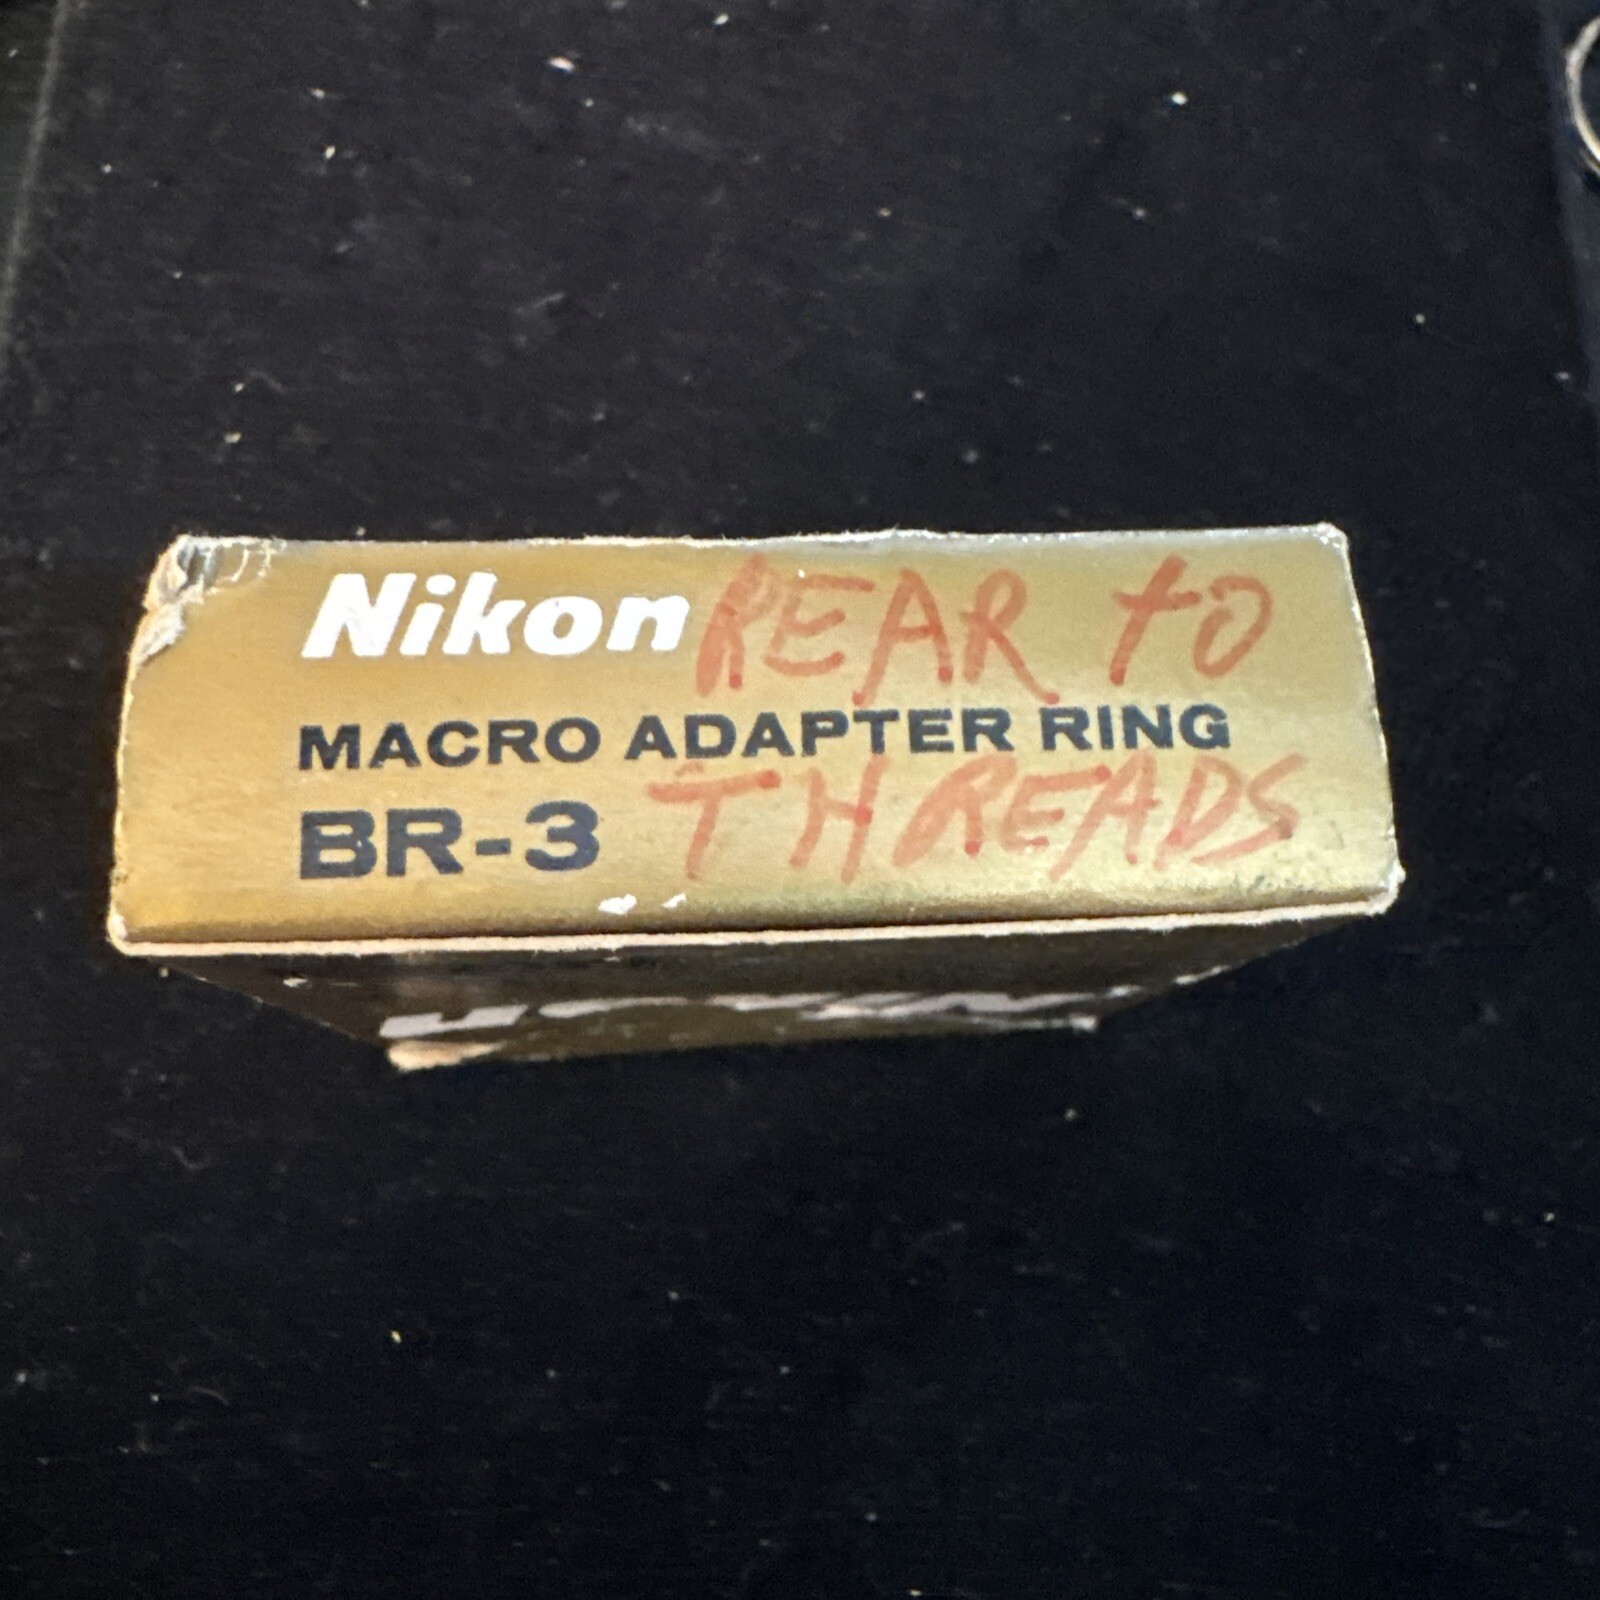 Nikon REAR to
MACRO ADAPTER RING
BR-3 THREADS